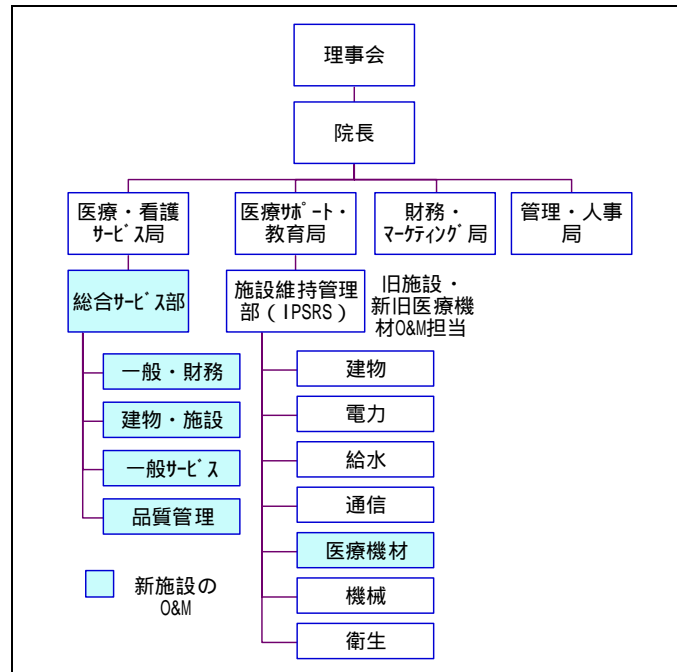 理事会
院長
医療・看護
ｻｰﾋﾞｽ局
医療ｻﾎﾟｰﾄ・
教育局
財務・
ﾏｰｹﾃｨﾝｸﾞ局
管理・人事
局
総合ｻｰﾋﾞｽ部
施設維持管理
部（IPSRS）
旧施設・
新旧医療機
材O&M担当
一般・財務
建物・施設
一般ｻｰﾋﾞｽ
品質管理
建物
電力
給水
通信
医療機材
機械
衛生
新施設の
O&M